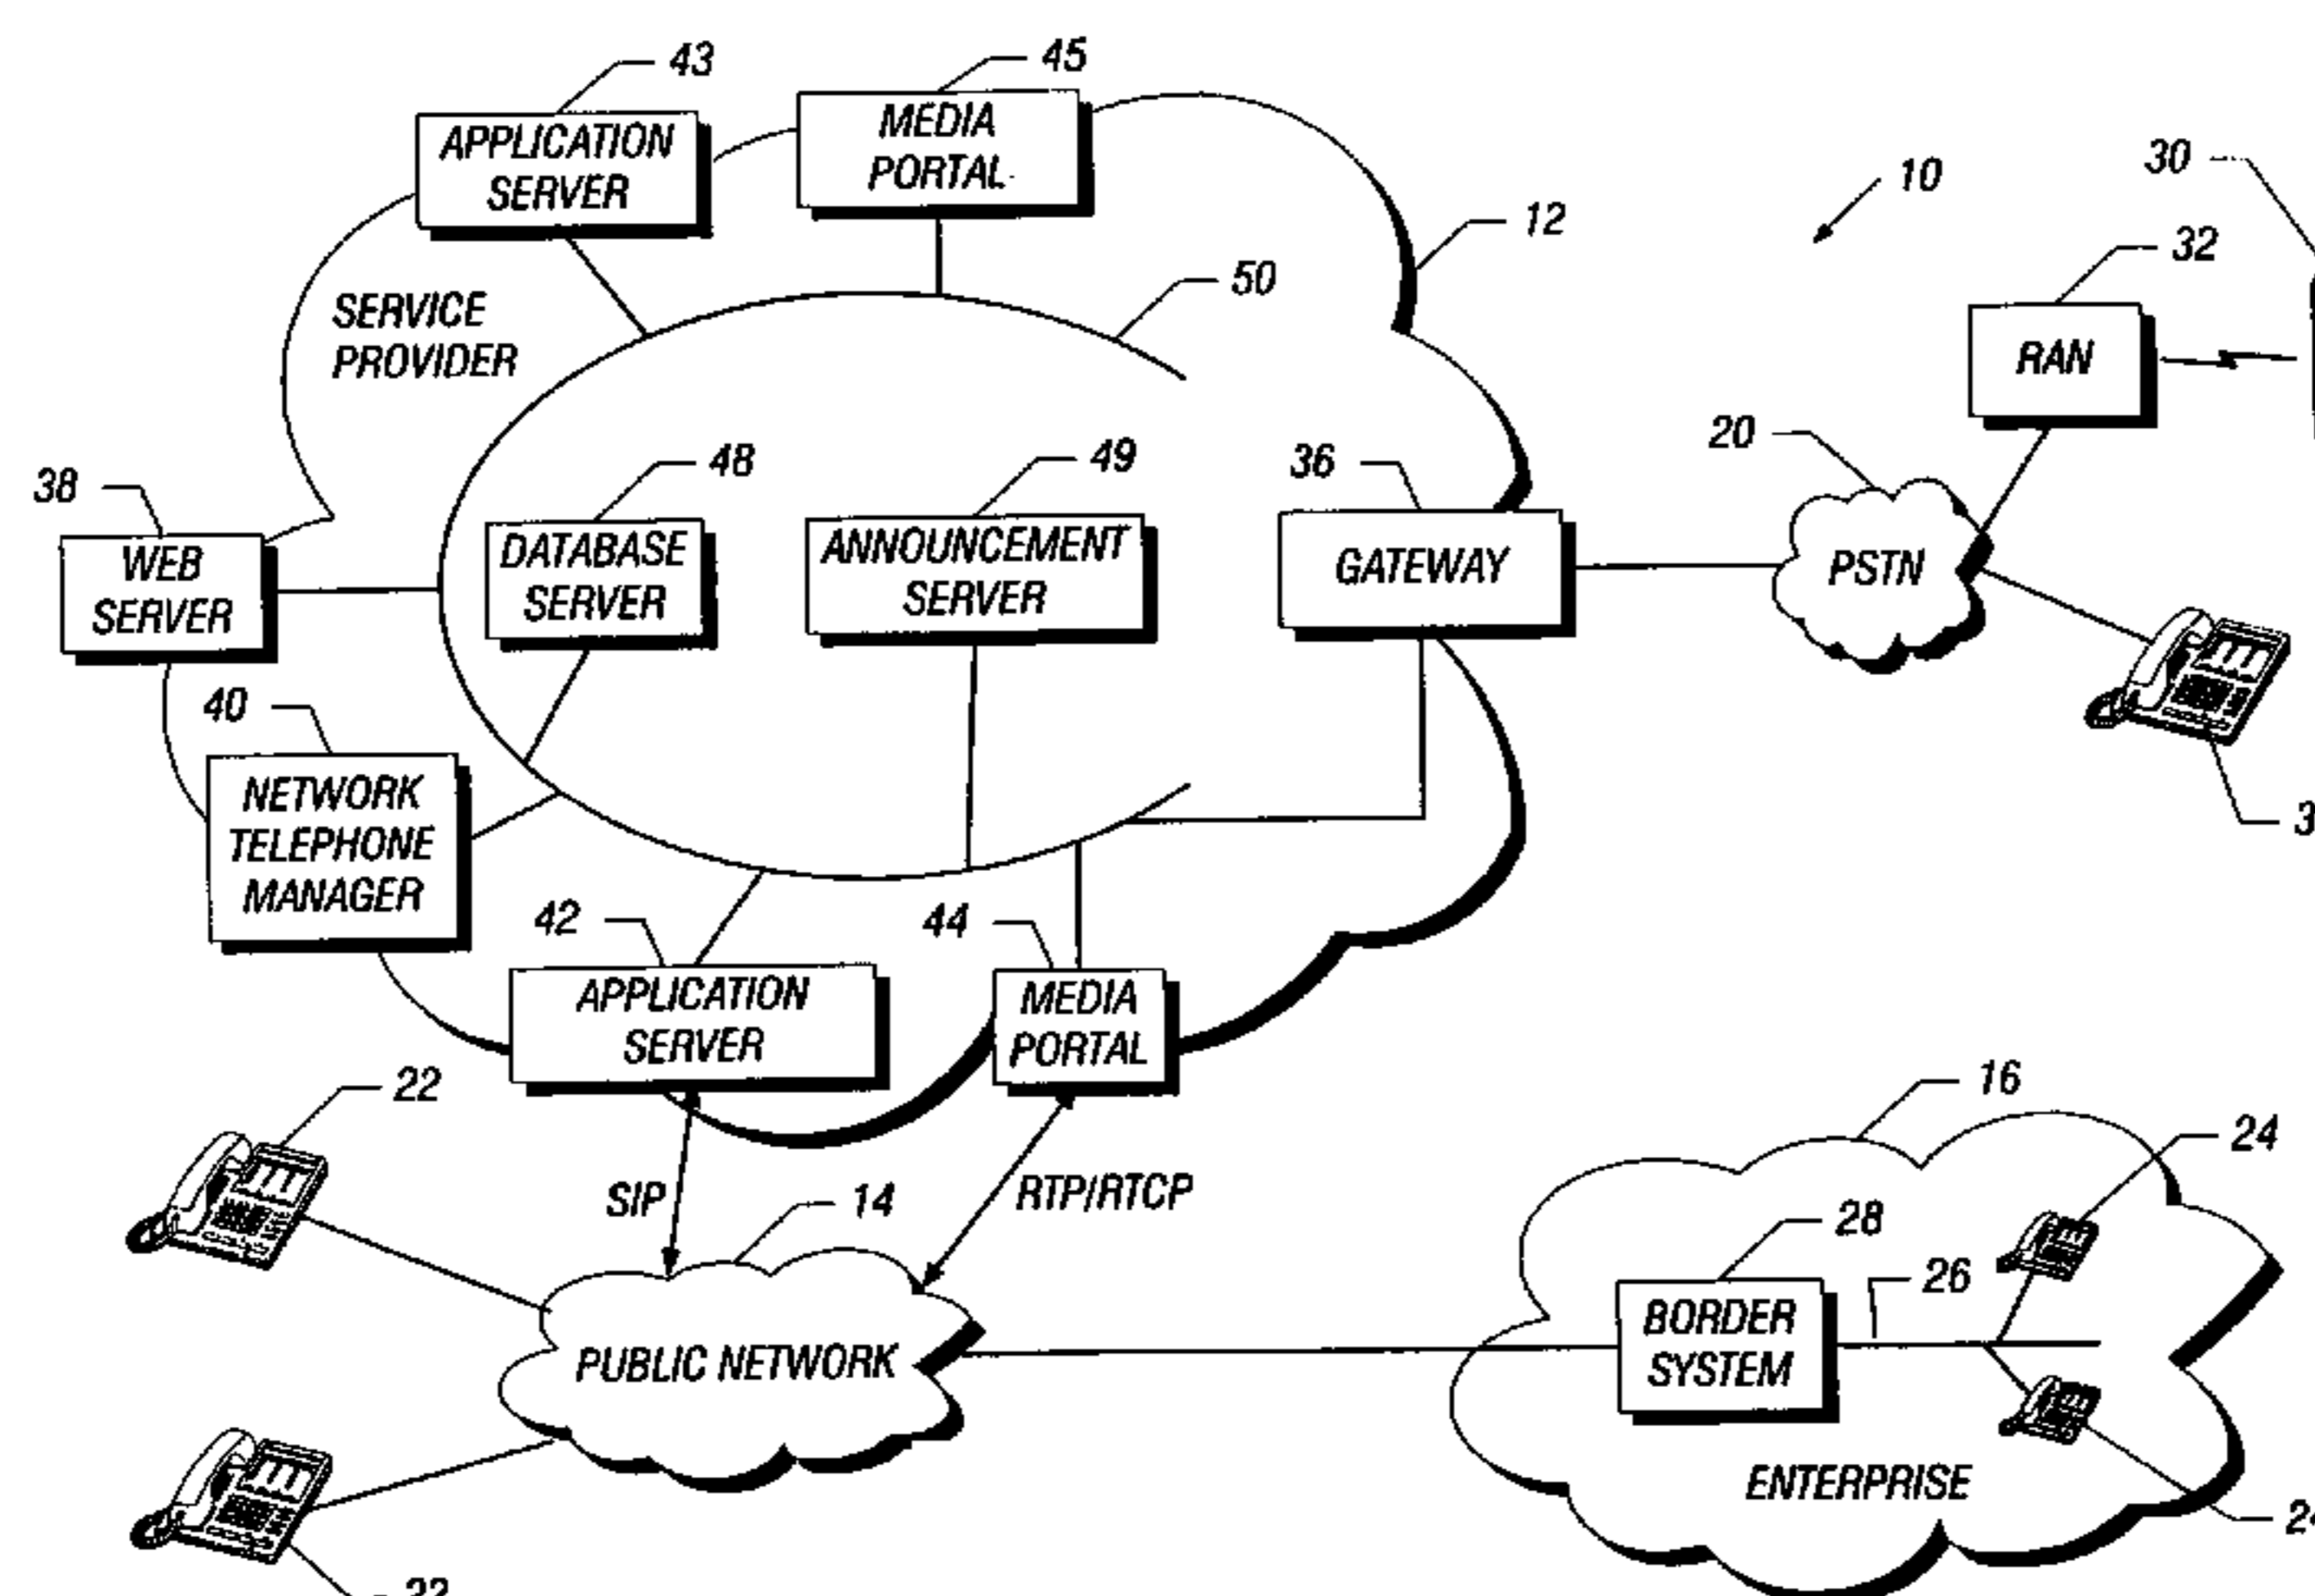 43
45
APPLICATION
SERVER
MEDIA
PORTAL
10
30
12
32
50
SERVICE
PROVIDER
RAN
20
38
48
49
36
WEB
SERVER
DATABASE
SERVER
ANNOUNCEMENT
SERVER
GATEWAY
PSTN
40
NETWORK
TELEPHONE
MANAGER
42
44
APPLICATION
SERVER
MEDIA
PORTAL
22
16
24
SIP
14
RTP/RTCP
28
26
BORDER
SYSTEM
PUBLIC NETWORK
ENTERPRISE